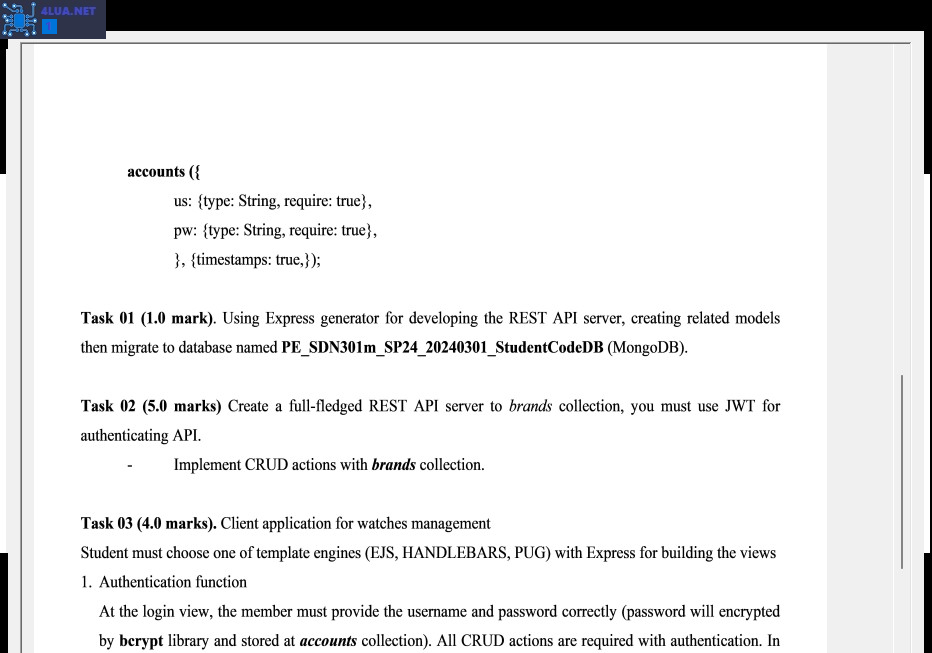 4LUA.NET
accounts ({
us: {type: String, require: true},
pw: {type: String, require: true},
}, {timestamps: true,});
Task 01 (1.0 mark). Using Express generator for developing the REST API server, creating related models
then migrate to database named PE_SDN301m_SP24_20240301_StudentCodeDB (MongoDB).
Task 02 (5.0 marks) Create a full-fledged REST API server to brands collection, you must use JWT for
authenticating API.
- Implement CRUD actions with brands collection.
Task 03 (4.0 marks). Client application for watches management
Student must choose one of template engines (EJS, HANDLEBARS, PUG) with Express for building the views
1. Authentication function
At the login view, the member must provide the username and password correctly (password will encrypted
by bcrypt library and stored at accounts collection). All CRUD actions are required with authentication. In